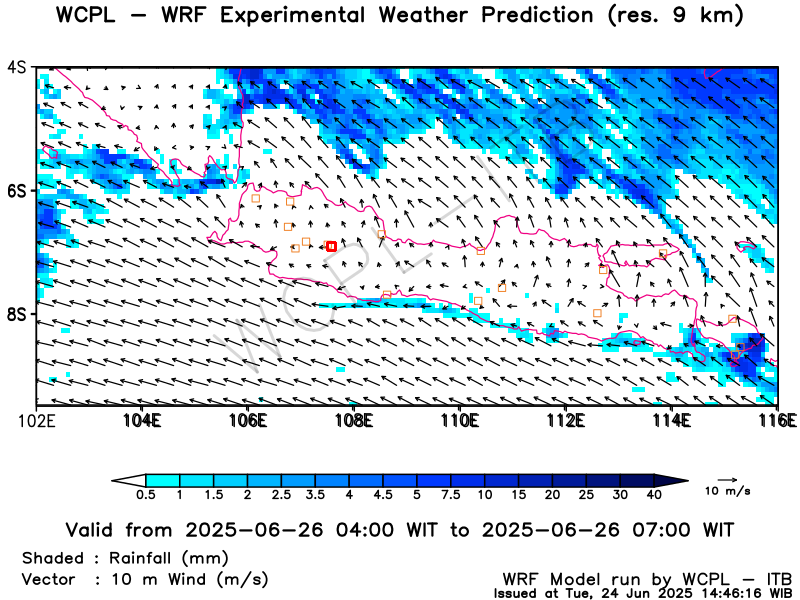 WCPL – WRF Experimental Weather Prediction (res. 9 km)
4S
6S
8S
102E 104E 106E 108E 110E 112E 114E 116E
WCPL-I
0.5 1 1.5 2 2.5 3.5 4 4.5 5 7.5 10 15 20 25 30 40
10 m/s
Valid from 2025-06-26 04:00 WIT to 2025-06-26 07:00 WIT
Shaded : Rainfall (mm)
Vector : 10 m Wind (m/s)
WRF Model run by WCPL – ITB
Issued at Tue, 24 Jun 2025 14:46:16 WIB